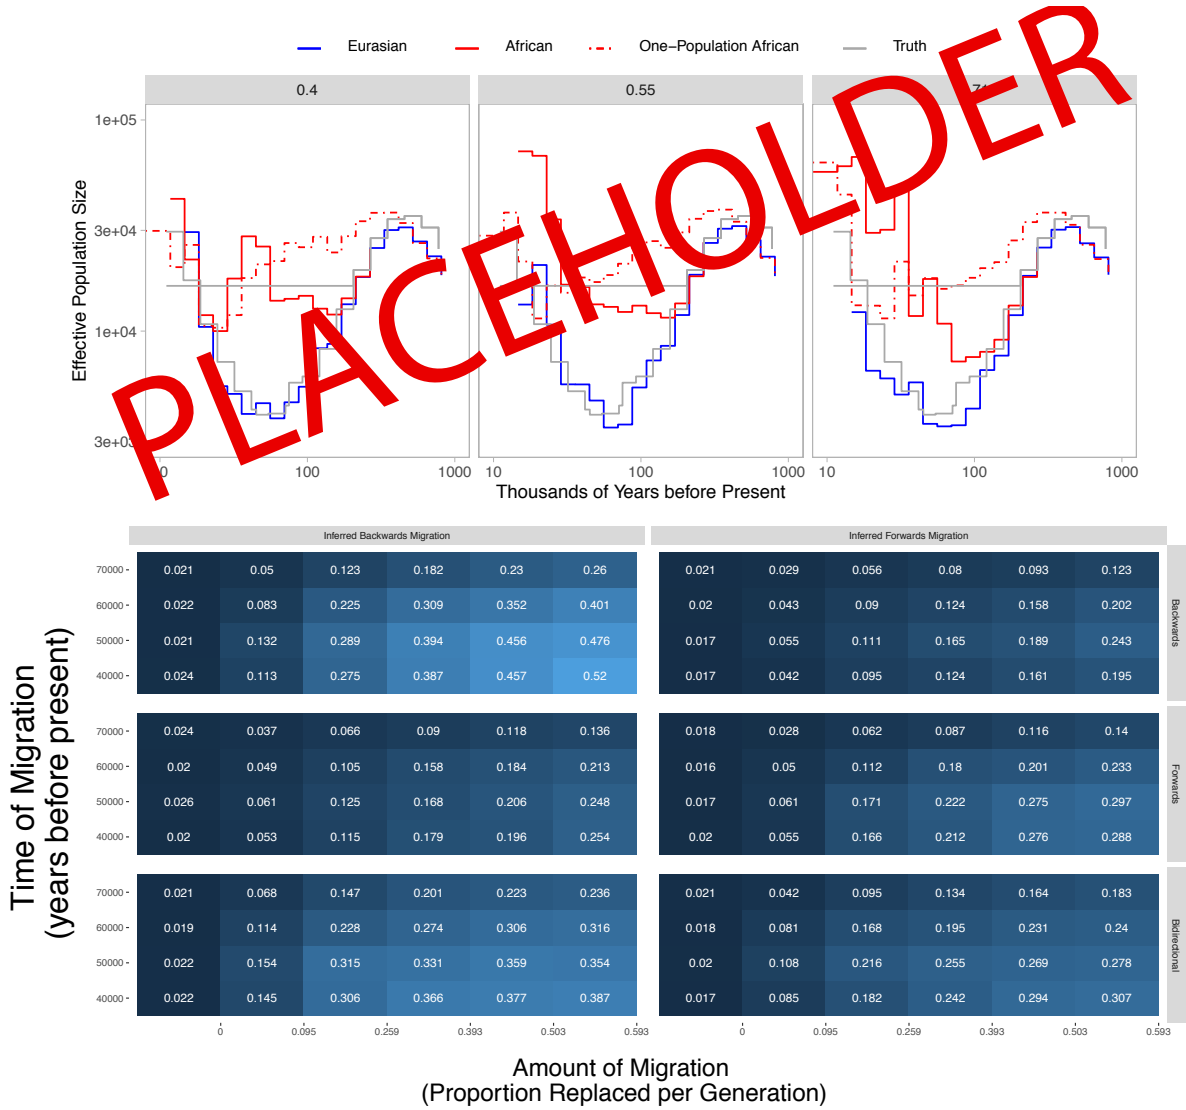 Eurasian African One−Population African Truth
0.4 0.55
PLACEHOLDER
Effective Population Size
1e+05
3e+04
1e+04
100 1000 10 100 1000 10 100 1000
Thousands of Years before Present
Inferred Backwards Migration Inferred Forwards Migration
Time of Migration
(years before present)
70000 0.021 0.05 0.123 0.182 0.23 0.26 0.021 0.029 0.056 0.08 0.093 0.123
60000 0.022 0.083 0.225 0.309 0.352 0.401 0.02 0.043 0.09 0.124 0.158 0.202
50000 0.021 0.132 0.289 0.394 0.456 0.476 0.017 0.055 0.111 0.165 0.189 0.243
40000 0.024 0.113 0.275 0.387 0.457 0.52 0.017 0.042 0.095 0.124 0.161 0.195
Backwards
70000 0.024 0.037 0.066 0.09 0.118 0.136 0.018 0.028 0.062 0.087 0.116 0.14
60000 0.02 0.049 0.105 0.158 0.184 0.213 0.016 0.05 0.112 0.18 0.201 0.233
50000 0.026 0.061 0.125 0.168 0.206 0.248 0.017 0.061 0.171 0.222 0.275 0.297
40000 0.02 0.053 0.115 0.179 0.196 0.254 0.02 0.055 0.166 0.212 0.276 0.288
Forwards
70000 0.021 0.068 0.147 0.201 0.223 0.236 0.021 0.042 0.095 0.134 0.164 0.183
60000 0.019 0.114 0.228 0.274 0.306 0.316 0.018 0.081 0.168 0.195 0.231 0.24
50000 0.022 0.154 0.315 0.331 0.359 0.354 0.02 0.108 0.216 0.255 0.269 0.278
40000 0.022 0.145 0.306 0.366 0.377 0.387 0.017 0.085 0.182 0.242 0.294 0.307
Bidirectional
0 0.095 0.259 0.393 0.503 0.593 0 0.095 0.259 0.393 0.503 0.593
Amount of Migration
(Proportion Replaced per Generation)